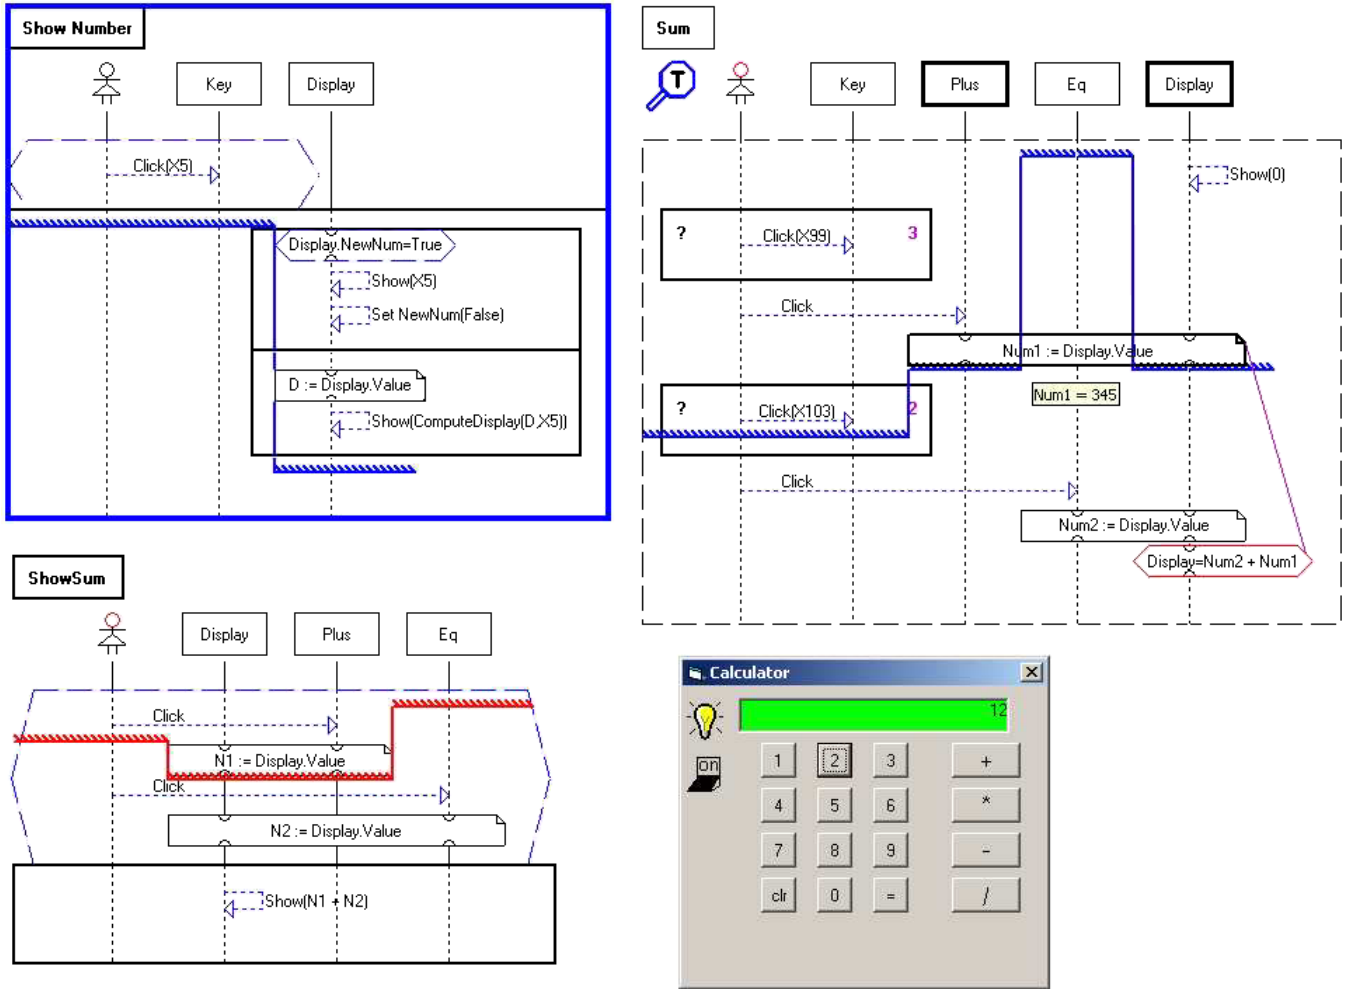 Show Number
Key
Display
Click(X5)
Display.NewNum=True
Show(X5)
Set NewNum(False)
D := Display.Value
Show(ComputeDisplay(D,X5))
Sum
T
Key
Plus
Eq
Display
Show(0)
?
Click(X99)
3
Click
Num1 := Display.Value
Num1 = 345
?
Click(X103)
2
Click
Num2 := Display.Value
Display=Num2 + Num1
ShowSum
Display
Plus
Eq
Click
N1 := Display.Value
Click
N2 := Display.Value
Show(N1 + N2)
Calculator
12
on
1 2 3 +
4 5 6 *
7 8 9 -
clr 0 = /